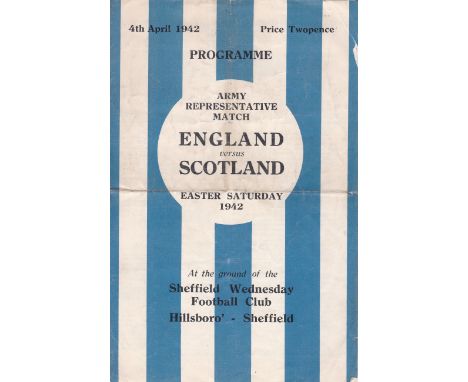 4th April 1942 Price Twopence
PROGRAMME
ARMY
REPRESENTATIVE
MATCH
ENGLAND
versus
SCOTLAND
EASTER SATURDAY
1942
At the ground of the
Sheffield Wednesday
Football Club
Hillsboro' - Sheffield